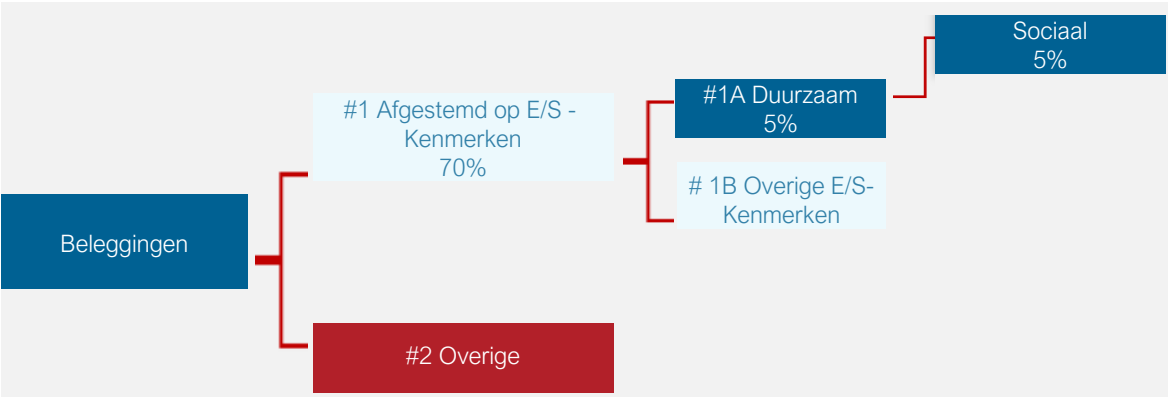 Sociaal
5%
#1A Duurzaam
5%
#1 Afgestemd op E/S -
Kenmerken
70%
# 1B Overige E/S-
Kenmerken
Beleggingen
#2 Overige